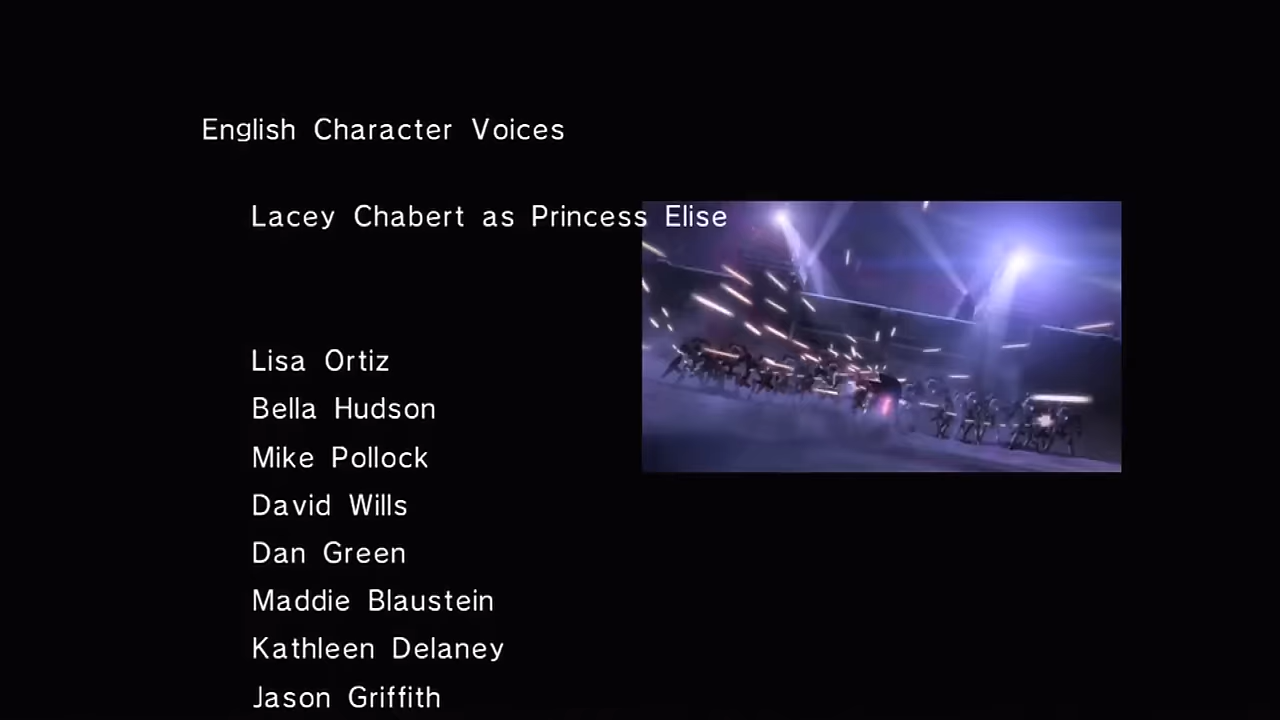 English Character Voices
Lacey Chabert as Princess Elise
Lisa Ortiz
Bella Hudson
Mike Pollock
David Wills
Dan Green
Maddie Blaustein
Kathleen Delaney
Jason Griffith